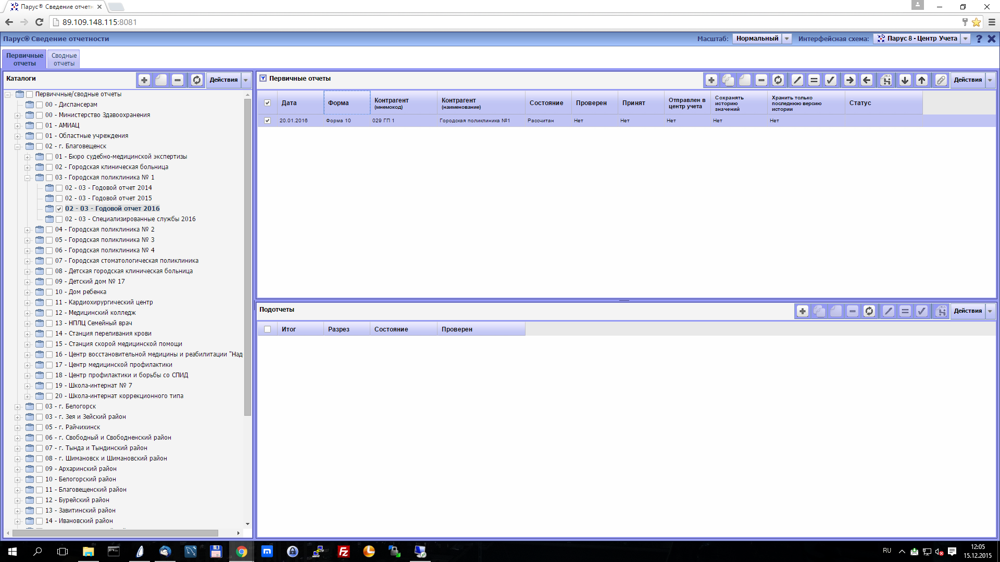 Парус® Сведение отчетн
89.109.148.115:8081
Парус® Сведение отчетности
Масштаб: Нормальный Интерфейсная схема: Парус 8 - Центр Учета
Первичные отчеты
Сводные отчеты
Каталоги
Действия
Первиччные/сводные отчеты
00 - Диспансерам
00 - Министерство Здавоохранения
01 - АМИАЦ
01 - Областные учреждения
02 - г. Благовещенск
01 - Бюро судебно-медицинской экспертизы
02 - Городская клиническая больница
03 - Городская поликлиника № 1
02 - 03 - Годовой отчет 2014
02 - 03 - Годовой отчет 2015
02 - 03 - Годовой отчет 2016
02 - 03 - Специализированные службы 2016
04 - Городская поликлиника № 2
05 - Городская поликлиника № 3
06 - Городская поликлиника № 4
07 - Городская стоматологическая поликлиника
08 - Детская городская клиническая больница
09 - Детский дом № 17
10 - Дом ребенка
11 - Кардиохирургический центр
12 - Медицинский колледж
13 - НПЛЦ Семейный врач
14 - Станция переливания крови
15 - Станция скорой медицинской помощи
16 - Центр восстановительной медицины и реабилитации "Над
17 - Центр медицинской профилактики
18 - Центр профилактики и борьбы со СПИД
19 - Школа-интернат № 7
20 - Школа-интернат коррекционного типа
03 - г. Белогорск
03 - г. Зея и Зейский район
05 - г. Райчихинск
06 - г. Свободный и Свободненский район
07 - г. Тында и Тындинский район
08 - г. Шимановск и Шимановский район
09 - Архаринский район
10 - Белогорский район
11 - Благовещенский район
12 - Бурейский район
13 - Завитинский район
14 - Ивановский район
Первичные отчеты
Действия
Дата
Форма
Контрагент (мнемокод)
Контрагент (наименование)
Состояние
Проверен
Принят
Отправлен в центр учета
Сохранять историю значений
Хранить только последнюю версию истории
Статус
20.01.2016 Форма 10 029 ГП 1 Городская поликлиника №1 Рассчитан Нет Нет Нет Нет Нет
Подотчеты
Действия
Итог Разрез Состояние Проверен
RU
12:05
15.12.2015